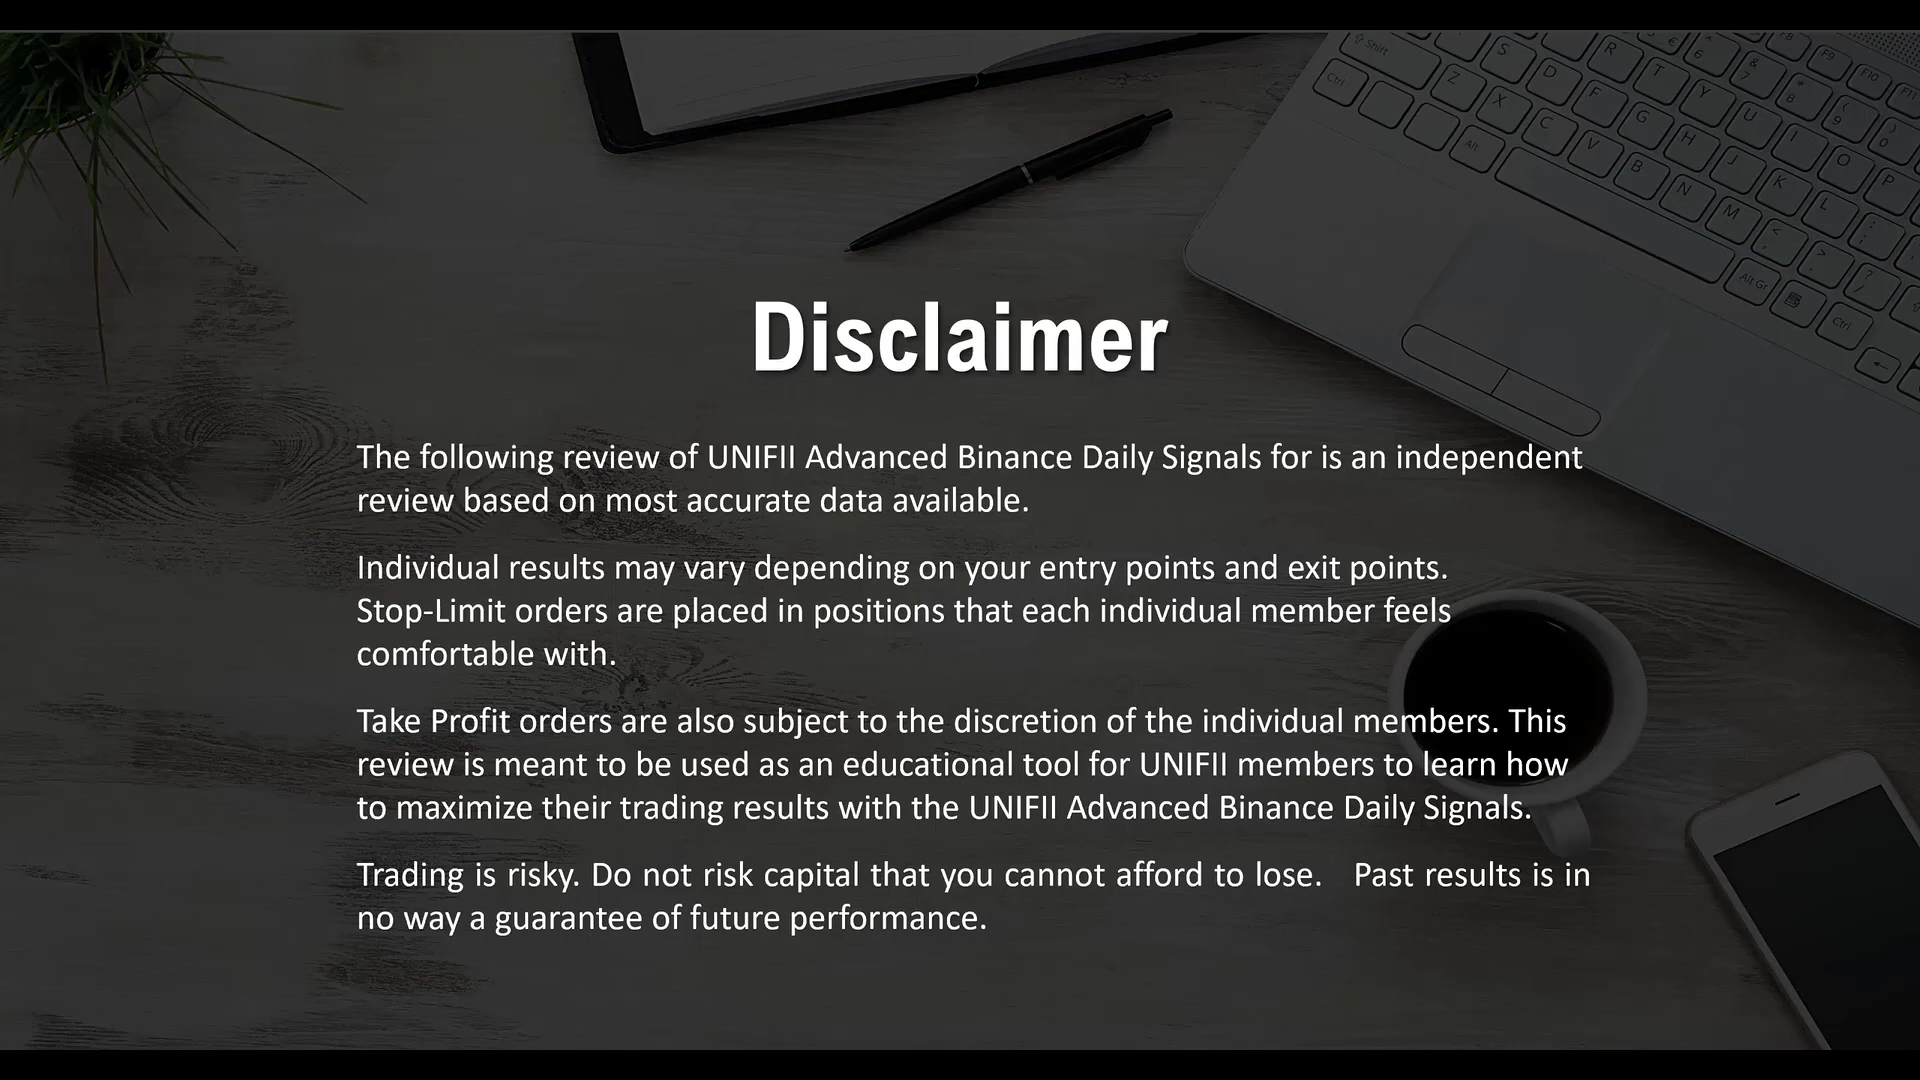 Disclaimer
The following review of UNIFII Advanced Binance Daily Signals for is an independent
review based on most accurate data available.
Individual results may vary depending on your entry points and exit points.
Stop-Limit orders are placed in positions that each individual member feels
comfortable with.
Take Profit orders are also subject to the discretion of the individual members. This
review is meant to be used as an educational tool for UNIFII members to learn how
to maximize their trading results with the UNIFII Advanced Binance Daily Signals.
Trading is risky. Do not risk capital that you cannot afford to lose. Past results is in
no way a guarantee of future performance.